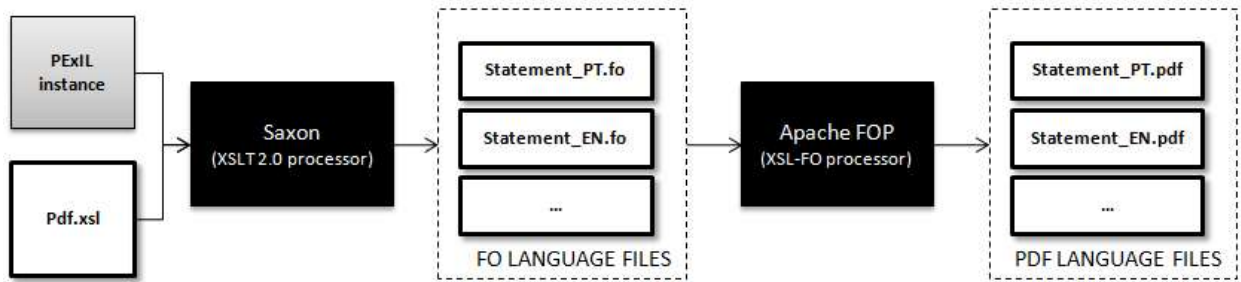 PExIL
instance
Pdf.xsl
Saxon
(XSLT 2.0 processor)
Statement_PT.fo
Statement_EN.fo
...
FO LANGUAGE FILES
Apache FOP
(XSL-FO processor)
Statement_PT.pdf
Statement_EN.pdf
...
PDF LANGUAGE FILES